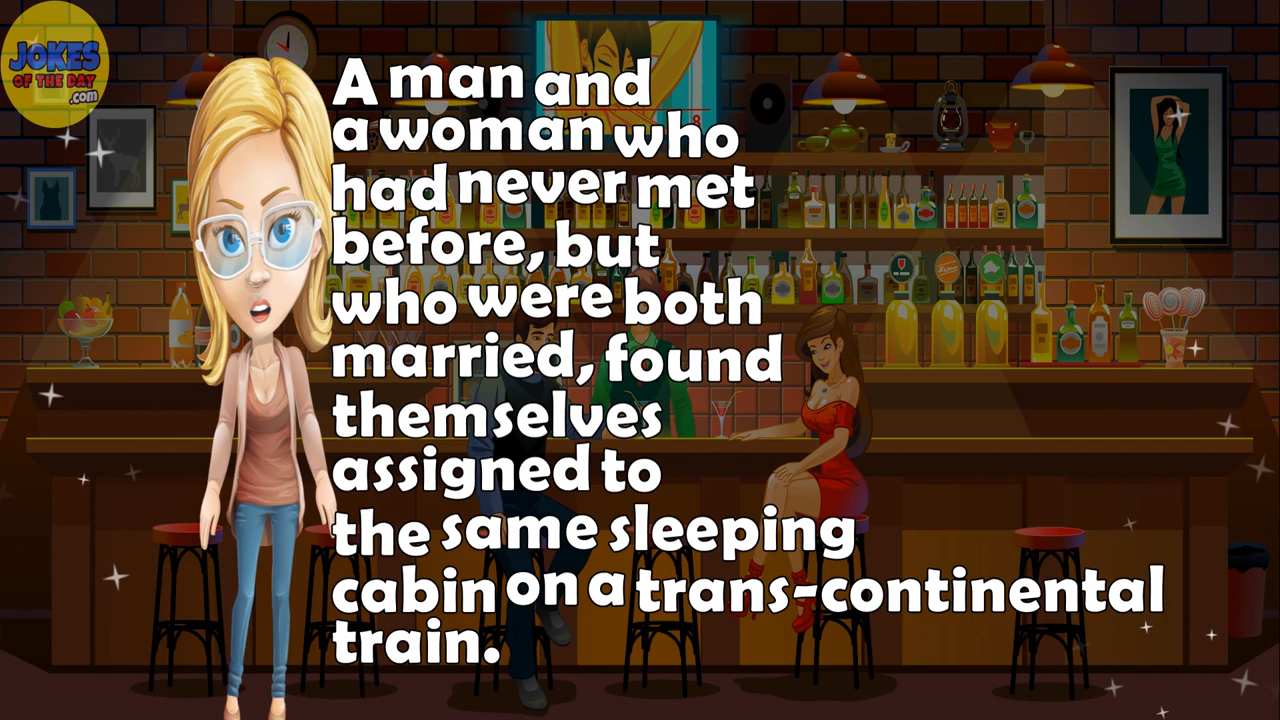 JOKES
OF THE DAY
.com
A man and
a woman who
had never met
before, but
who were both
married, found
themselves
assigned to
the same sleeping
cabin on a trans-continental
train.